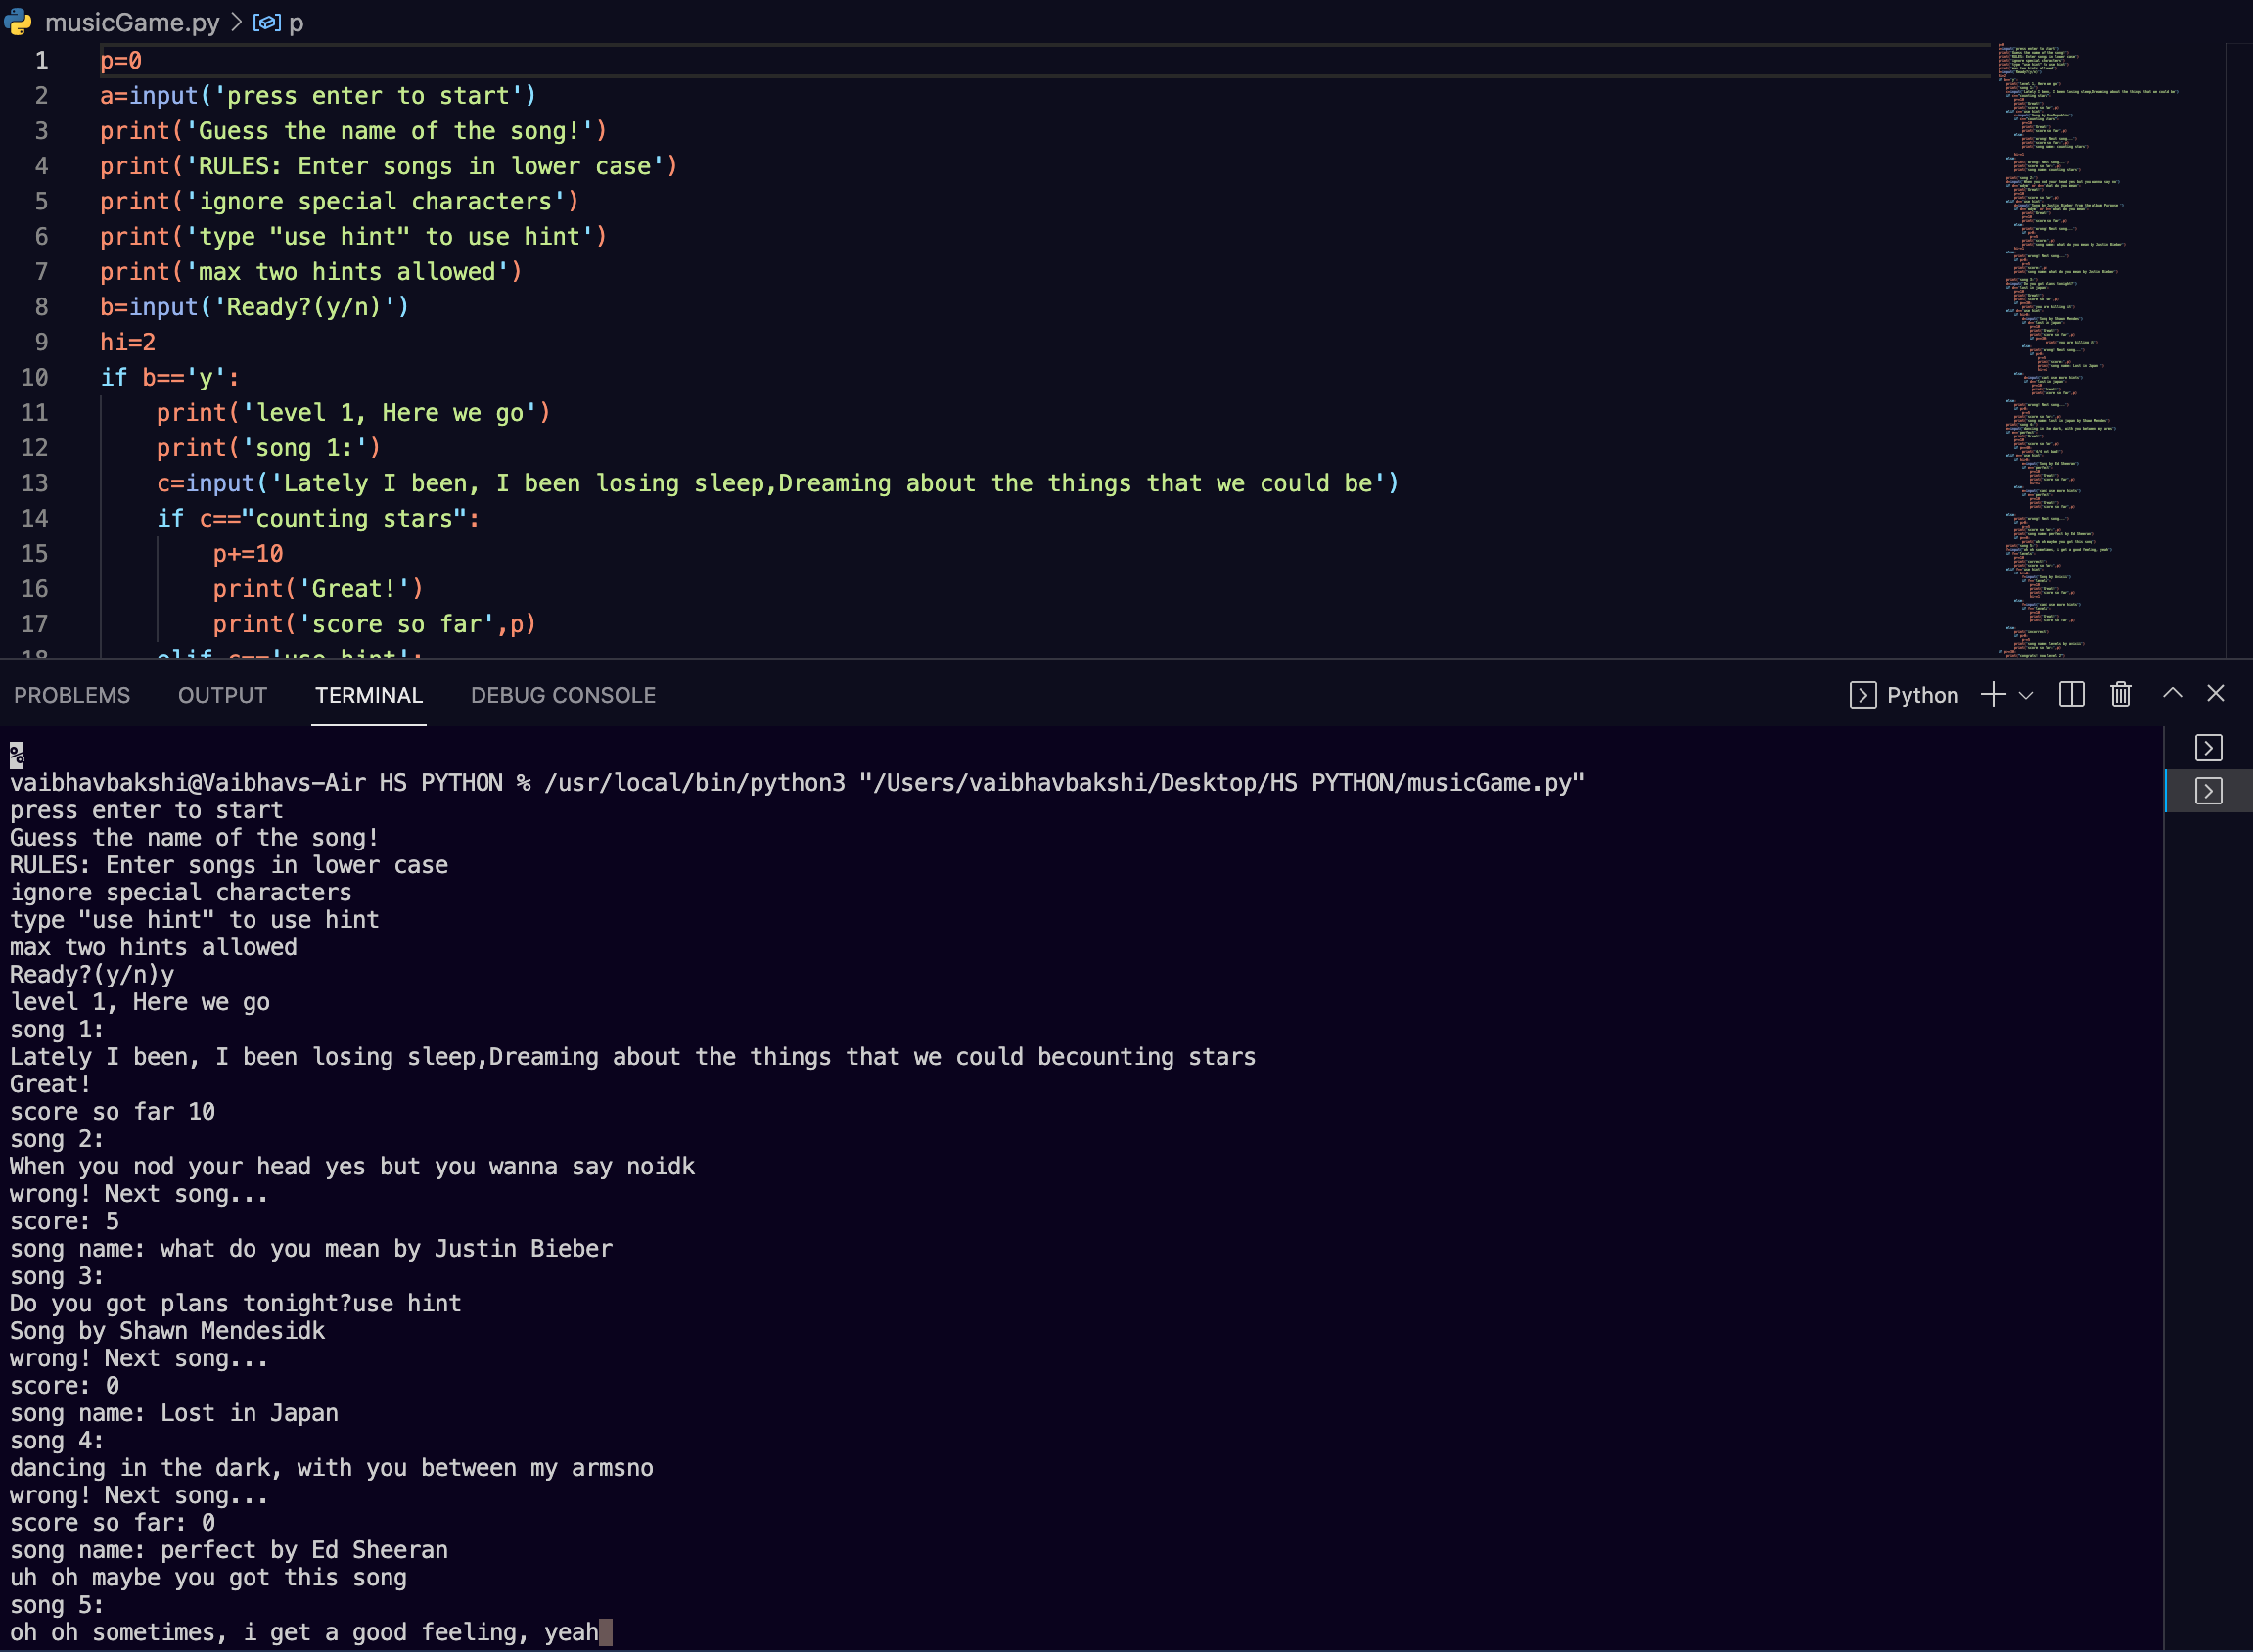 musicGame.py > p
1 p=0
2 a=input('press enter to start')
3 print('Guess the name of the song!')
4 print('RULES: Enter songs in lower case')
5 print('ignore special characters')
6 print('type "use hint" to use hint')
7 print('max two hints allowed')
8 b=input('Ready?(y/n)')
9 hi=2
10 if b=='y':
11 print('level 1, Here we go')
12 print('song 1:')
13 c=input('Lately I been, I been losing sleep,Dreaming about the things that we could be')
14 if c=="counting stars":
15 p+=10
16 print('Great!')
17 print('score so far',p)
18 elif c=='use hint':
PROBLEMS OUTPUT TERMINAL DEBUG CONSOLE Python
%
vaibhavbakshi@Vaibhavs-Air HS PYTHON % /usr/local/bin/python3 "/Users/vaibhavbakshi/Desktop/HS PYTHON/musicGame.py"
press enter to start
Guess the name of the song!
RULES: Enter songs in lower case
ignore special characters
type "use hint" to use hint
max two hints allowed
Ready?(y/n)y
level 1, Here we go
song 1:
Lately I been, I been losing sleep,Dreaming about the things that we could becounting stars
Great!
score so far 10
song 2:
When you nod your head yes but you wanna say noidk
wrong! Next song...
score: 5
song name: what do you mean by Justin Bieber
song 3:
Do you got plans tonight?use hint
Song by Shawn Mendesidk
wrong! Next song...
score: 0
song name: Lost in Japan
song 4:
dancing in the dark, with you between my armsno
wrong! Next song...
score so far: 0
song name: perfect by Ed Sheeran
uh oh maybe you got this song
song 5:
oh oh sometimes, i get a good feeling, yeah